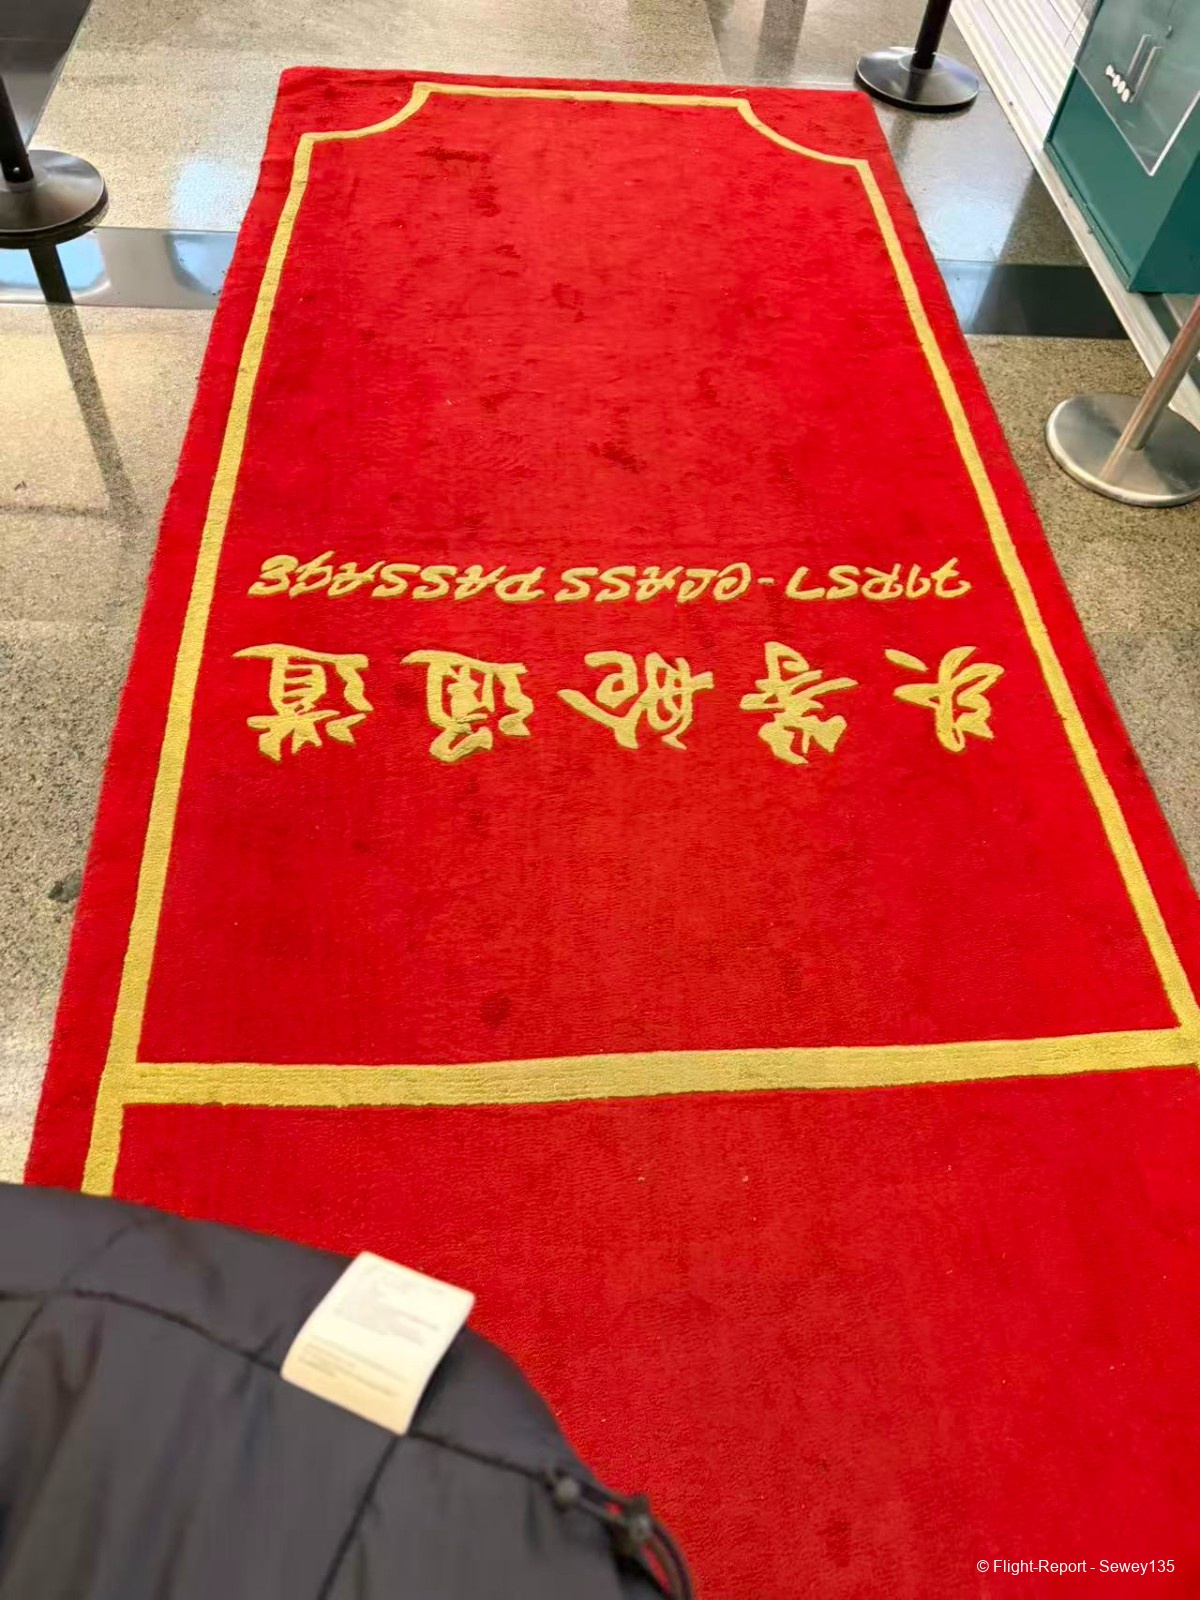 头等舱通道
FIRST-CLASS PASSAGE
© Flight-Report - Sewey135